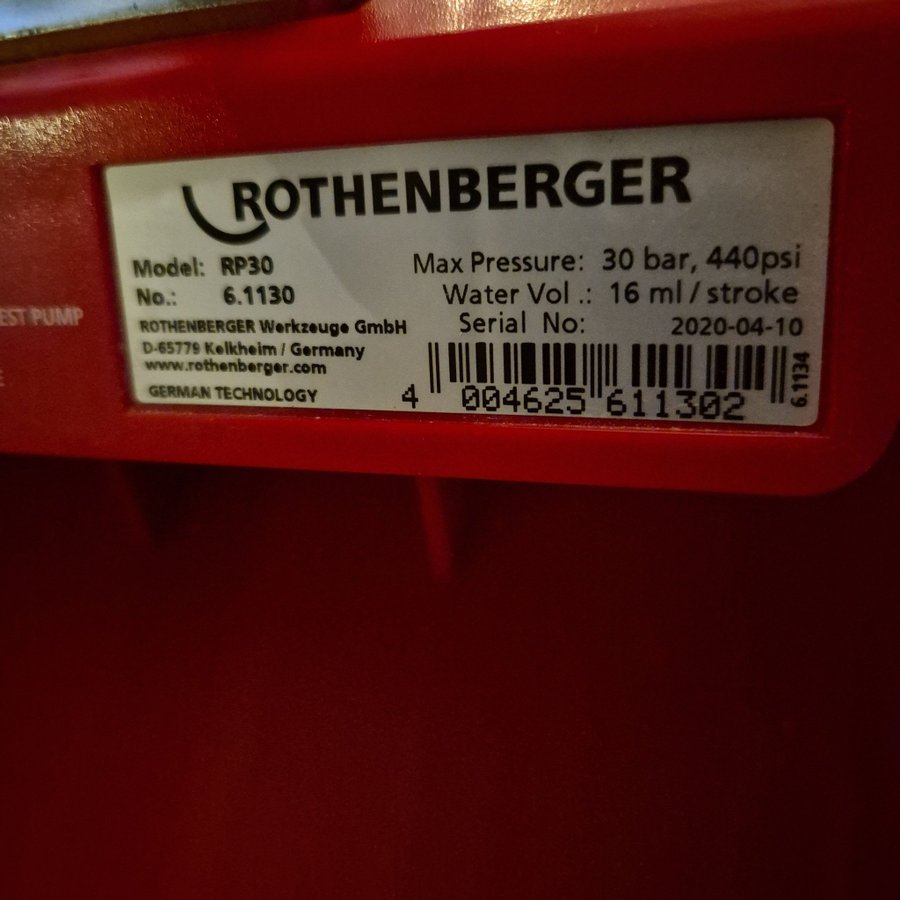 ROTHENBERGER
Model: RP30
No.: 6.1130
Max Pressure: 30 bar, 440psi
Water Vol .: 16 ml / stroke
Serial No: 2020-04-10
ROTHENBERGER Werkzeuge GmbH
D-65779 Kelkheim / Germany
www.rothenberger.com
GERMAN TECHNOLOGY
4 004625 611302
6.1134
PUMP